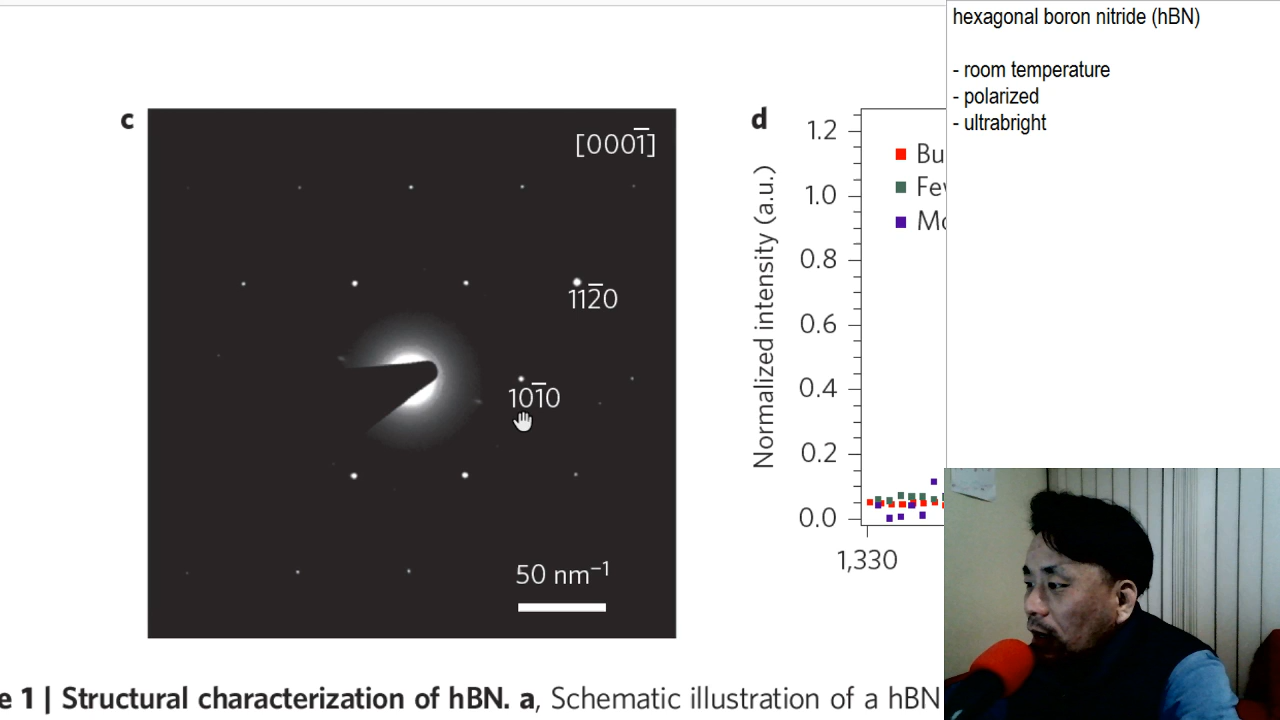 hexagonal boron nitride (hBN)
- room temperature
- polarized
- ultrabright
c
[0001̅]
112̅0
101̅0
50 nm⁻¹
d
Normalized intensity (a.u.)
1.2
1.0
0.8
0.6
0.4
0.2
0.0
1,330
Bu
Fev
Mo
e 1 | Structural characterization of hBN. a, Schematic illustration of a hBN